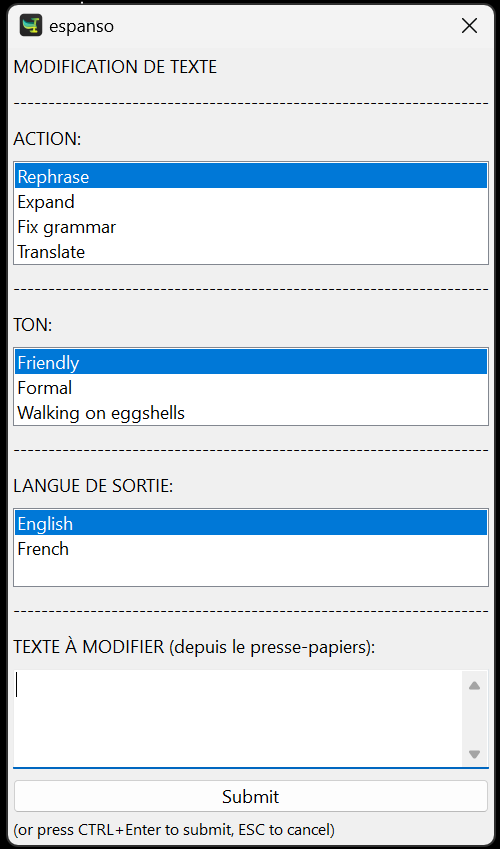 espanso
MODIFICATION DE TEXTE
--------------------------------------------------------------------
ACTION:
Rephrase
Expand
Fix grammar
Translate
--------------------------------------------------------------------
TON:
Friendly
Formal
Walking on eggshells
--------------------------------------------------------------------
LANGUE DE SORTIE:
English
French
--------------------------------------------------------------------
TEXTE À MODIFIER (depuis le presse-papiers):
Submit
(or press CTRL+Enter to submit, ESC to cancel)